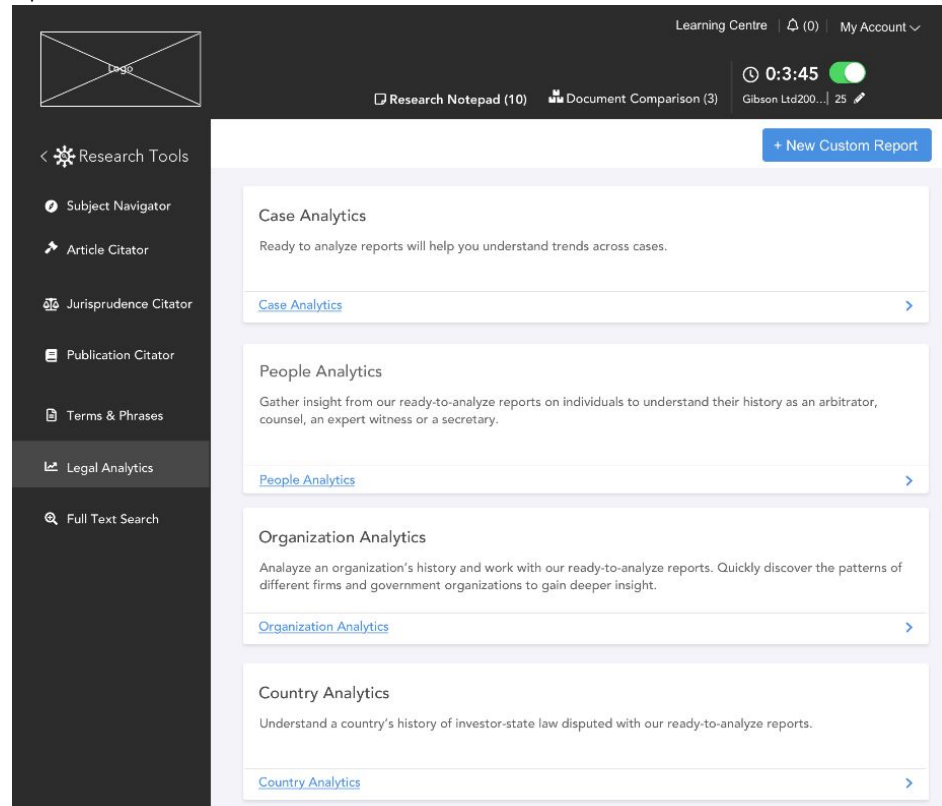 Learning Centre | (0) | My Account
Logo
0:3:45
Research Notepad (10) Document Comparison (3) Gibson Ltd200...| 25
< Research Tools
+ New Custom Report
Subject Navigator
Article Citator
Jurisprudence Citator
Publication Citator
Terms & Phrases
Legal Analytics
Full Text Search
Case Analytics
Ready to analyze reports will help you understand trends across cases.
Case Analytics
People Analytics
Gather insight from our ready-to-analyze reports on individuals to understand their history as an arbitrator,
counsel, an expert witness or a secretary.
People Analytics
Organization Analytics
Analayze an organization's history and work with our ready-to-analyze reports. Quickly discover the patterns of
different firms and government organizations to gain deeper insight.
Organization Analytics
Country Analytics
Understand a country's history of investor-state law disputed with our ready-to-analyze reports.
Country Analytics